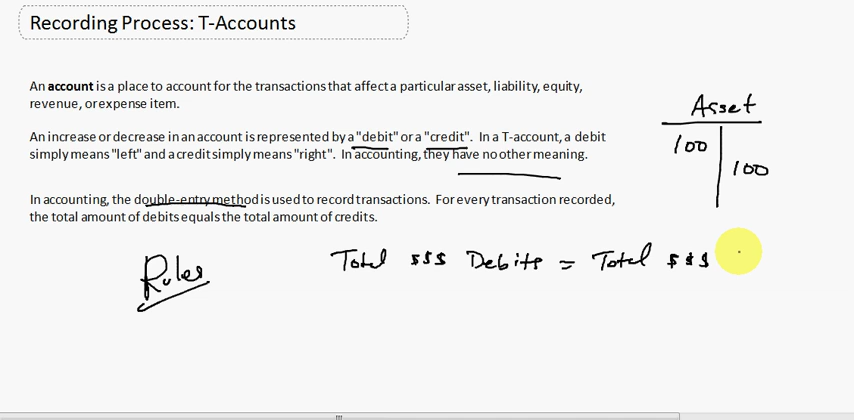 Recording Process: T-Accounts
An account is a place to account for the transactions that affect a particular asset, liability, equity,
revenue, or expense item.
Asset
An increase or decrease in an account is represented by a "debit" or a "credit". In a T-account, a debit
simply means "left" and a credit simply means "right". In accounting, they have no other meaning.
100
100
In accounting, the double-entry method is used to record transactions. For every transaction recorded,
the total amount of debits equals the total amount of credits.
Rules
Total $$$ Debits = Total $$$